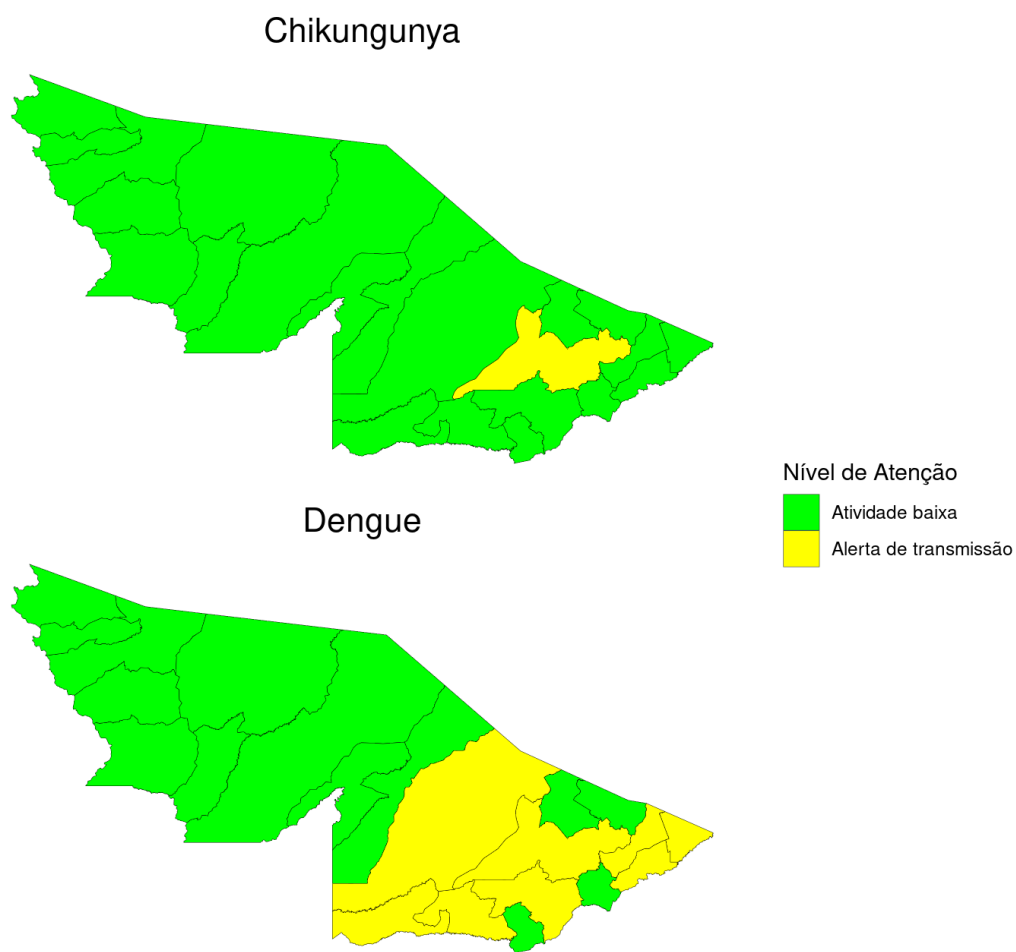 Chikungunya
Dengue
Nível de Atenção
Atividade baixa
Alerta de transmissão